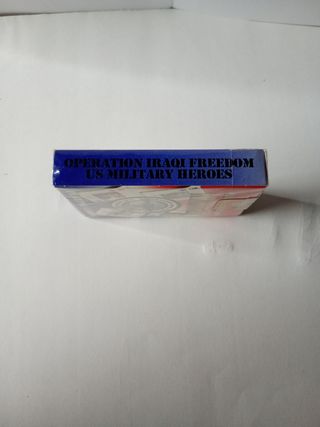 OPERATION IRAQI FREEDOM
US MILITARY HEROES